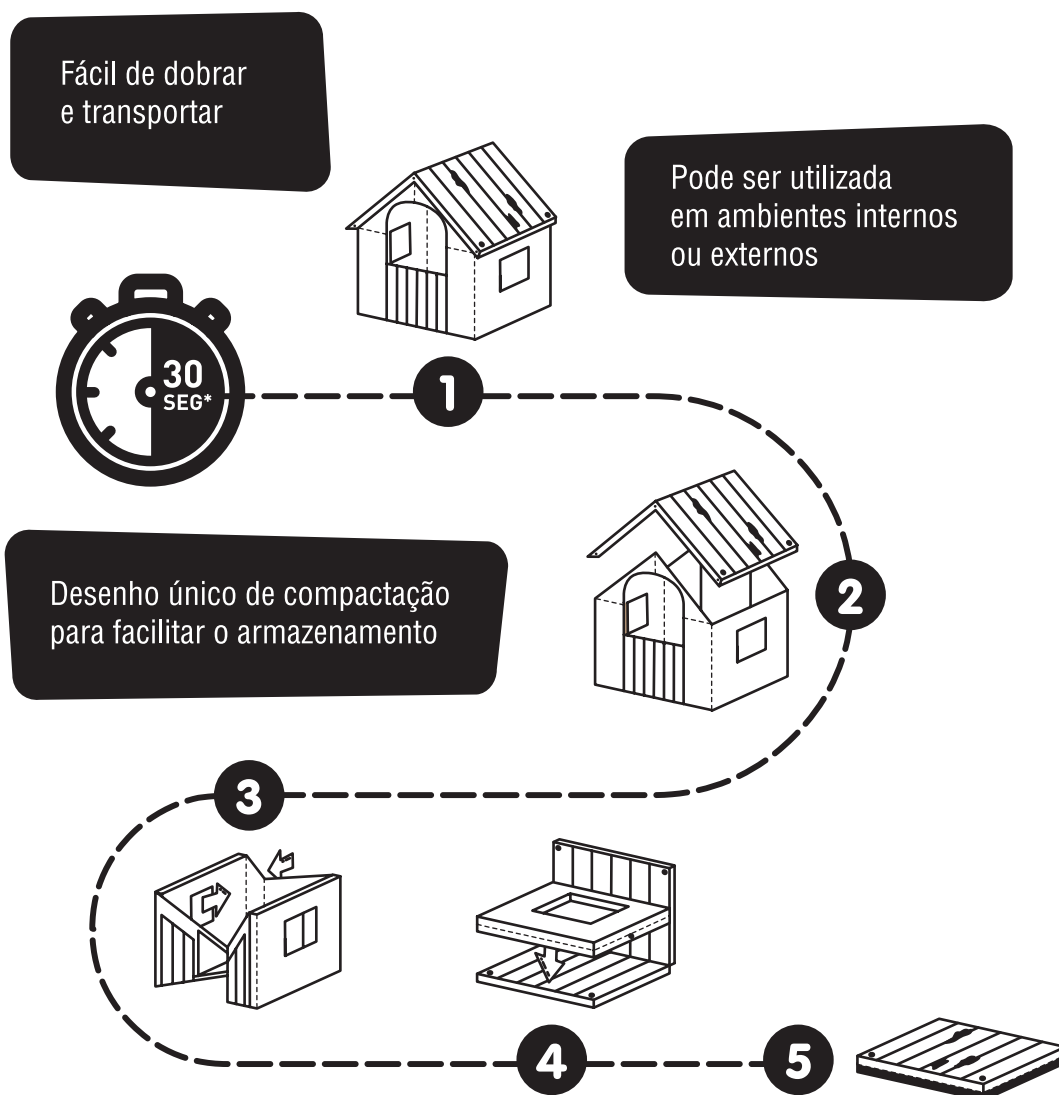 Fácil de dobrar
e transportar
Pode ser utilizada
em ambientes internos
ou externos
30
SEG*
1
2
Desenho único de compactação
para facilitar o armazenamento
3
4
5